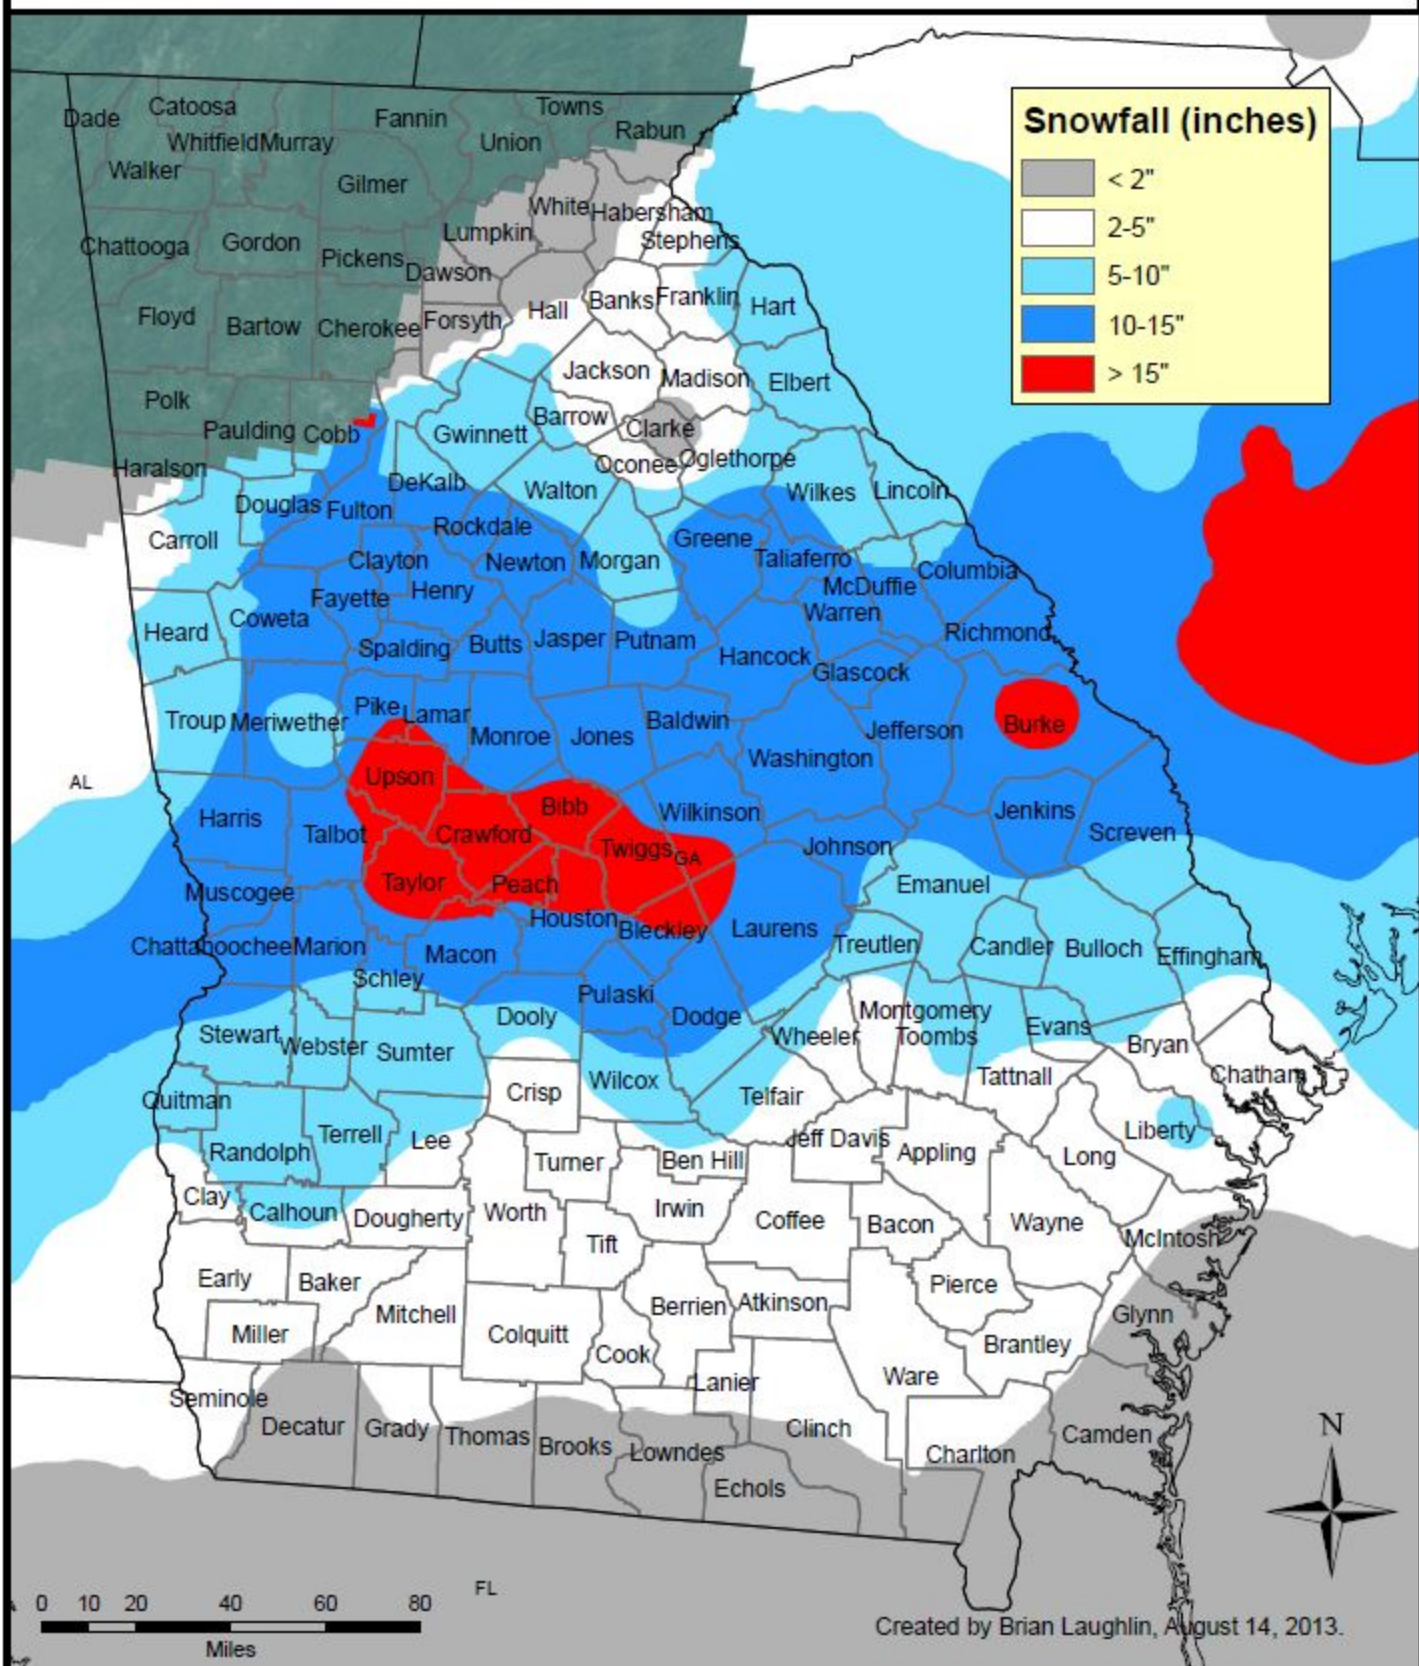 Snowfall (inches)
< 2"
2-5"
5-10"
10-15"
> 15"
Dade
Catoosa
Whitfield
Murray
Fannin
Towns
Union
Rabun
Walker
Gilmer
White
Habersham
Lumpkin
Stephens
Chattooga
Gordon
Pickens
Dawson
Hall
Banks
Franklin
Hart
Floyd
Bartow
Cherokee
Forsyth
Jackson
Madison
Elbert
Polk
Paulding
Cobb
Gwinnett
Barrow
Clarke
Oconee
Oglethorpe
Haralson
DeKalb
Walton
Wilkes
Lincoln
Douglas
Fulton
Rockdale
Carroll
Clayton
Newton
Morgan
Greene
Taliaferro
Columbia
McDuffie
Henry
Fayette
Warren
Coweta
Heard
Spalding
Butts
Jasper
Putnam
Richmond
Hancock
Glascock
Troup
Meriwether
Pike
Lamar
Monroe
Jones
Baldwin
Jefferson
Burke
Washington
AL
Upson
Bibb
Wilkinson
Jenkins
Harris
Talbot
Crawford
Twiggs
GA
Johnson
Screven
Muscogee
Taylor
Peach
Emanuel
Houston
Bleckley
Laurens
Chattahoochee
Marion
Macon
Treutlen
Candler
Bulloch
Effingham
Schley
Pulaski
Dooly
Dodge
Montgomery
Wheeler
Toombs
Evans
Bryan
Stewart
Webster
Sumter
Wilcox
Crisp
Telfair
Tattnall
Chatham
Quitman
Terrell
Lee
Randolph
Turner
Ben Hill
Jeff Davis
Appling
Long
Liberty
Clay
Calhoun
Dougherty
Worth
Irwin
Coffee
Bacon
Wayne
McIntosh
Tift
Early
Baker
Mitchell
Berrien
Atkinson
Pierce
Glynn
Miller
Colquitt
Cook
Brantley
Seminole
Lanier
Ware
Decatur
Grady
Thomas
Brooks
Lowndes
Clinch
Charlton
Camden
Echols
N
FL
0 10 20 40 60 80
Miles
Created by Brian Laughlin, August 14, 2013.